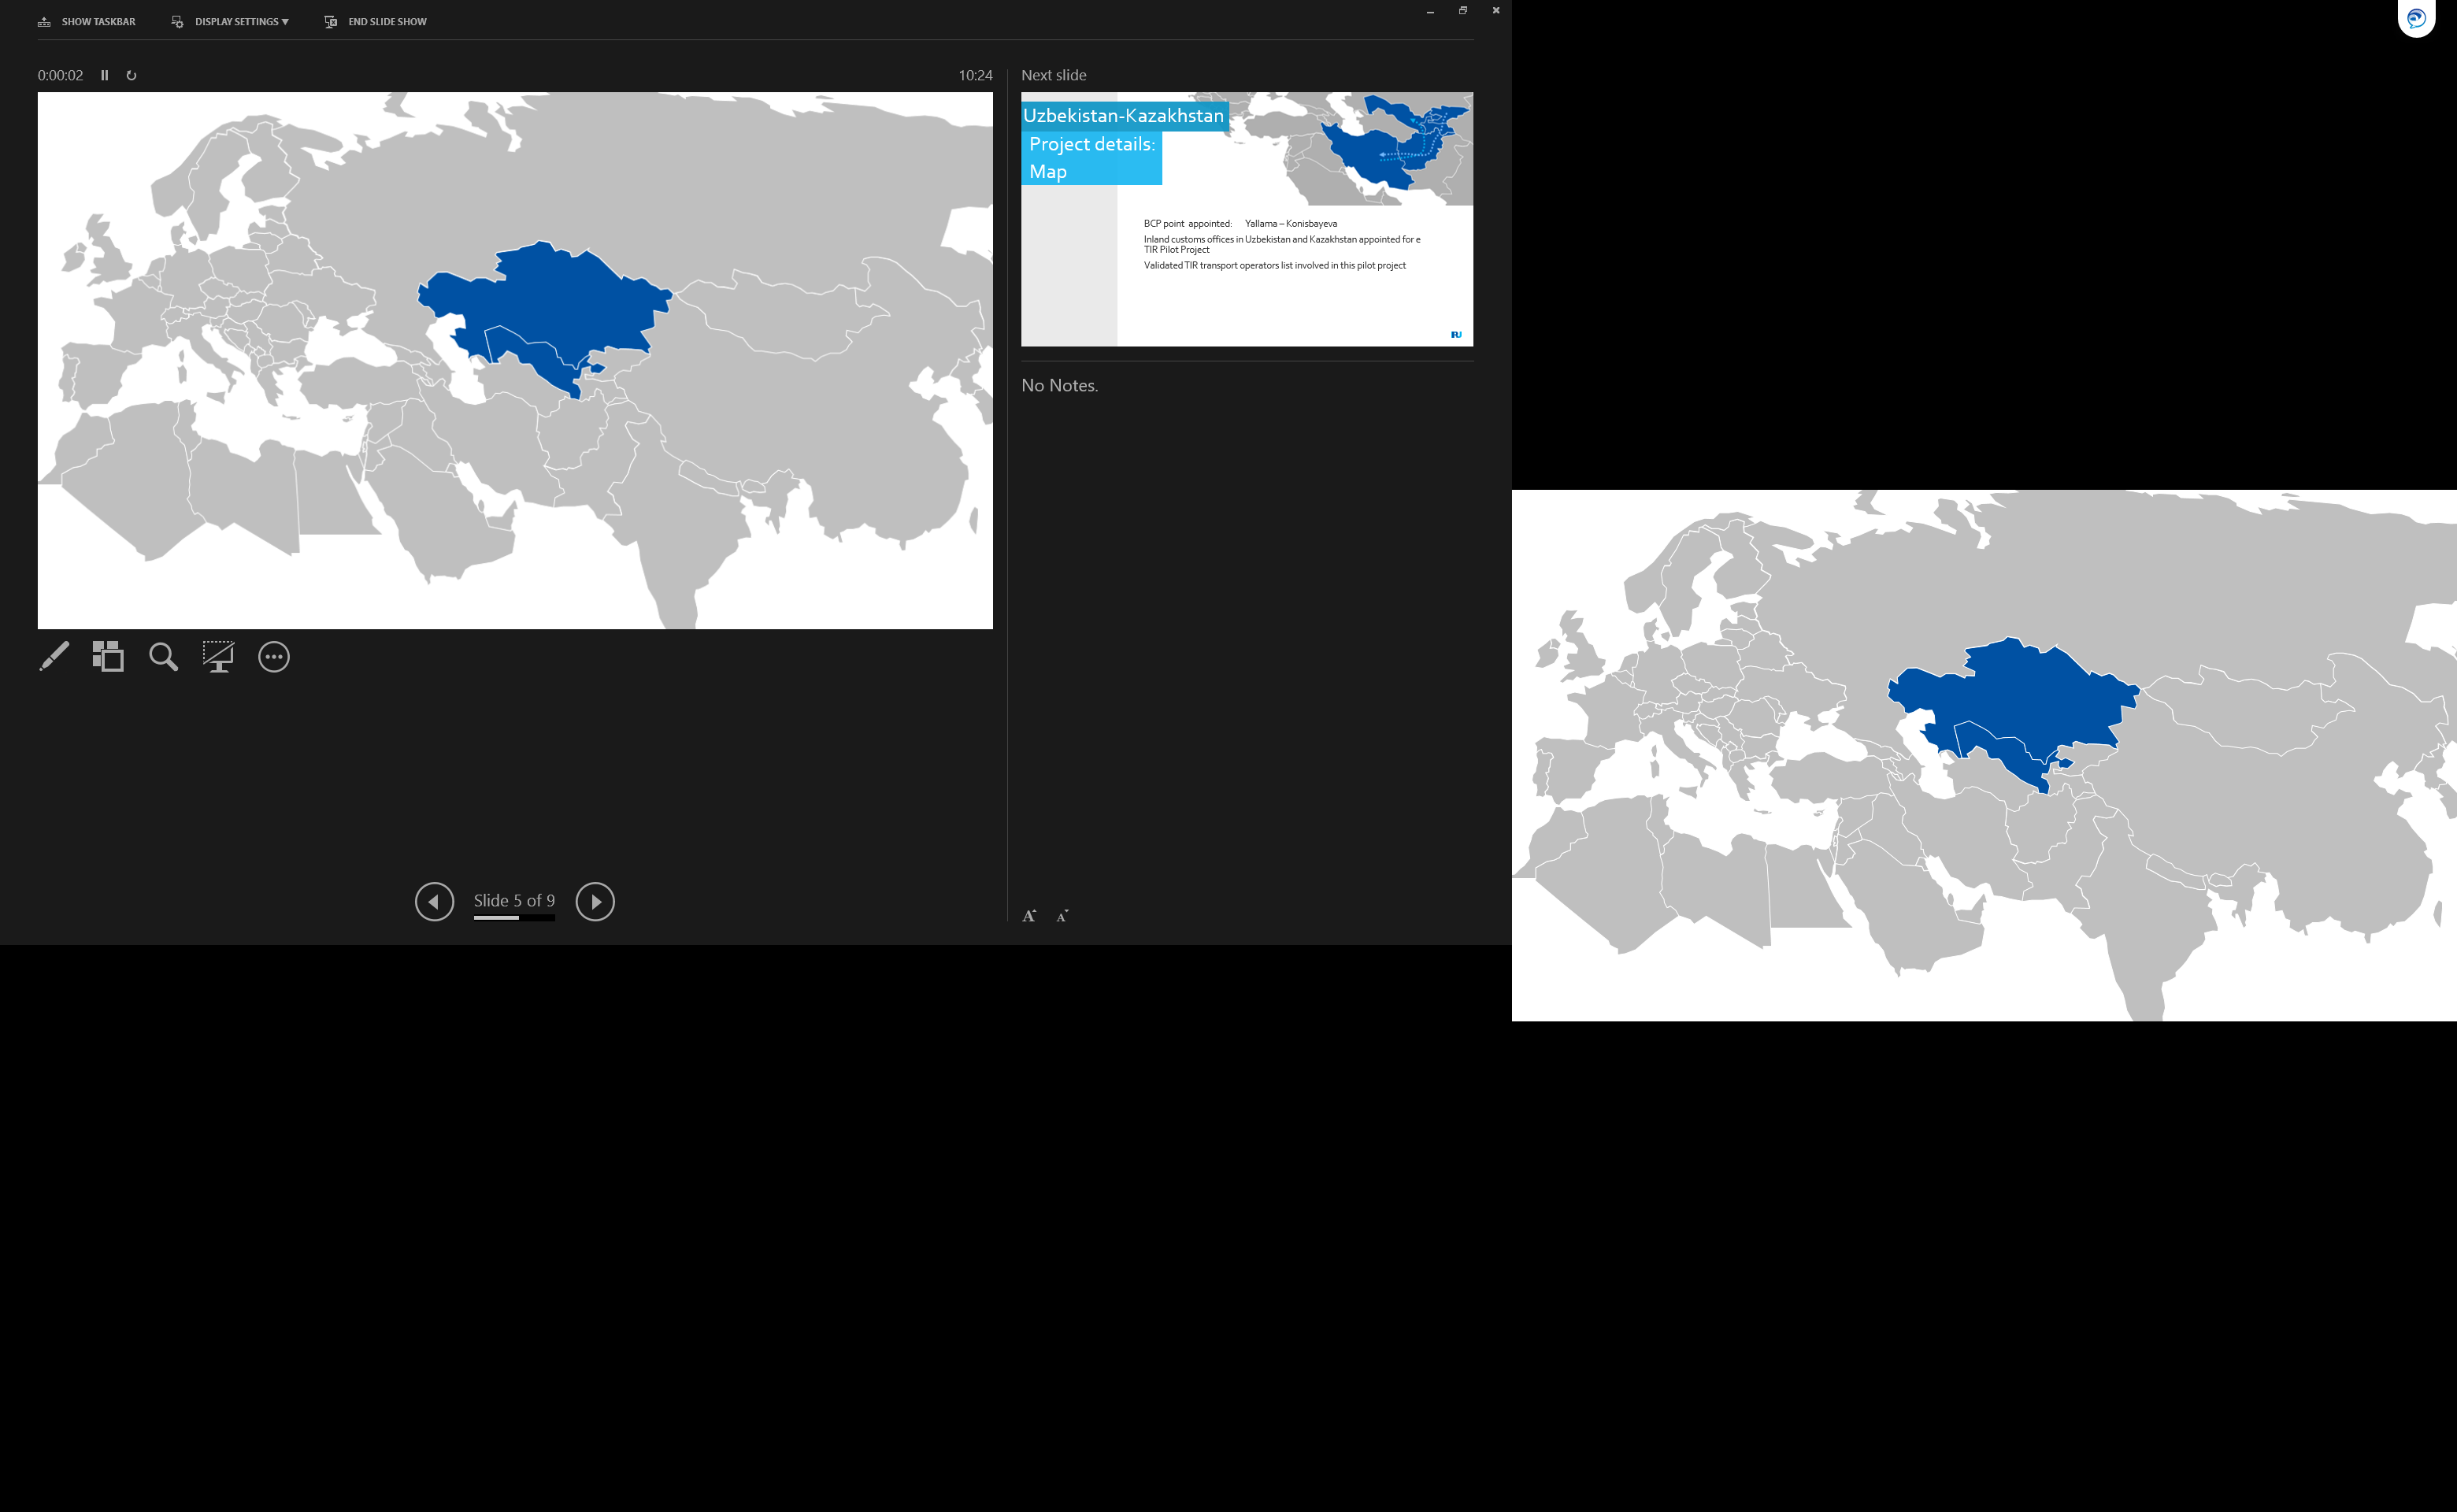 SHOW TASKBAR
DISPLAY SETTINGS ▼
END SLIDE SHOW
0:00:02
10:24
Next slide
Uzbekistan-Kazakhstan
Project details:
Map
BCP point appointed: Yallama – Konisbayeva
Inland customs offices in Uzbekistan and Kazakhstan appointed for e
TIR Pilot Project
Validated TIR transport operators list involved in this pilot project
IRU
No Notes.
Slide 5 of 9
A A